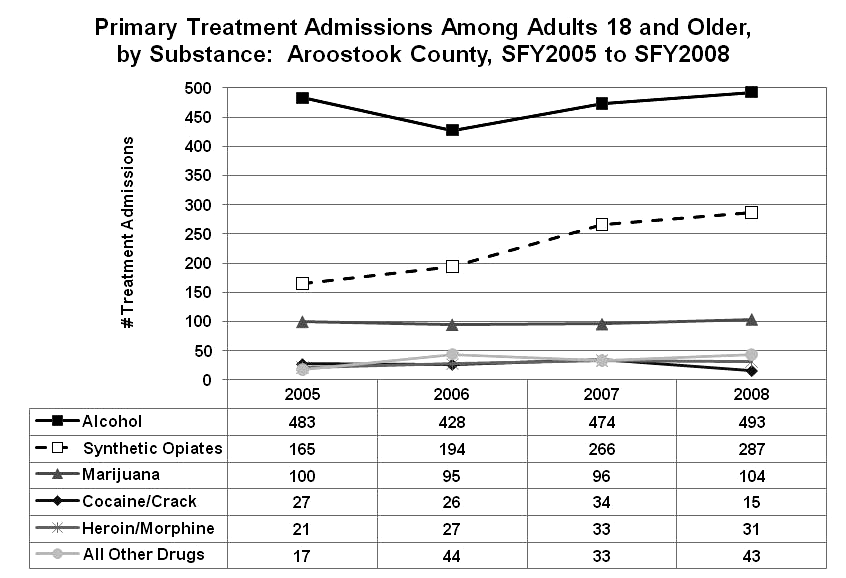 Primary Treatment Admissions Among Adults 18 and Older,
by Substance:  Aroostook County, SFY2005 to SFY2008
# Treatment Admissions
500
450
400
350
300
250
200
150
100
50
0
2005 2006 2007 2008
Alcohol 483 428 474 493
Synthetic Opiates 165 194 266 287
Marijuana 100 95 96 104
Cocaine/Crack 27 26 34 15
Heroin/Morphine 21 27 33 31
All Other Drugs 17 44 33 43